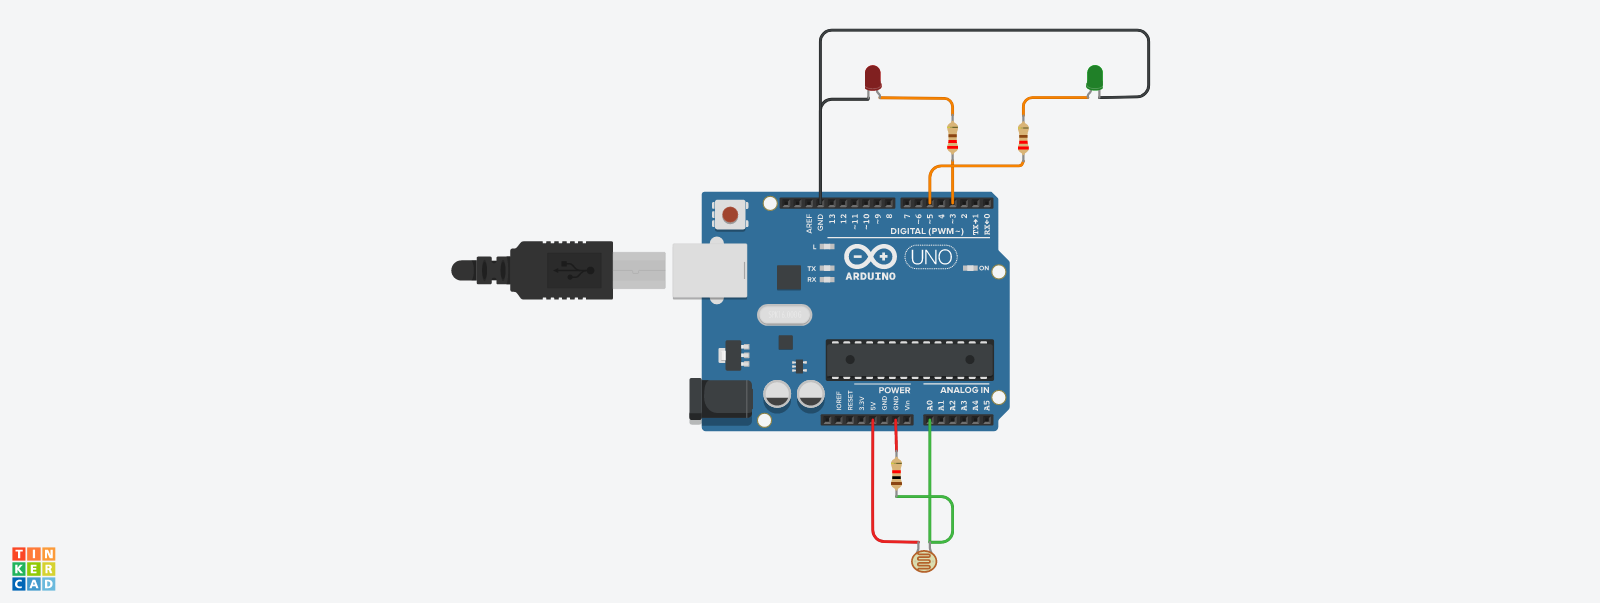 AREF
GND
13
12
~11
~10
~9
8
7
~6
~5
4
~3
2
TX→1
RX←0
DIGITAL (PWM~)
L
TX
RX
ARDUINO
UNO
ON
POWER
ANALOG IN
IOREF
RESET
3.3V
5V
GND
GND
Vin
A0
A1
A2
A3
A4
A5
TIN
KER
CAD